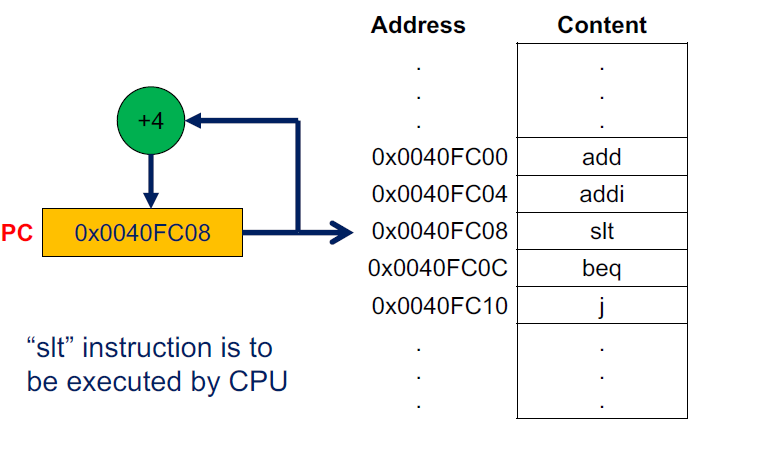 Address Content
. .
. .
. .
+4
0x0040FC00 add
0x0040FC04 addi
PC 0x0040FC08 0x0040FC08 slt
0x0040FC0C beq
0x0040FC10 j
“slt” instruction is to
be executed by CPU
. .
. .
. .